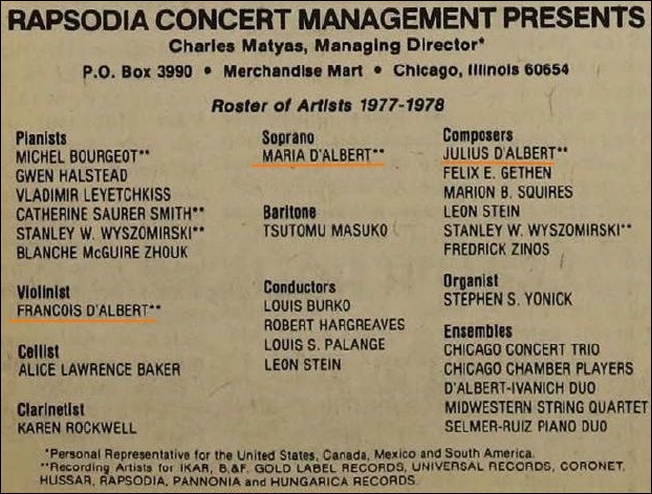 RAPSODIA CONCERT MANAGEMENT PRESENTS
Charles Matyas, Managing Director*
P.O. Box 3990 • Merchandise Mart • Chicago, Illinois 60654
Roster of Artists 1977-1978
Pianists
MICHEL BOURGEOT**
GWEN HALSTEAD
VLADIMIR LEYETCHKISS
CATHERINE SAURER SMITH**
STANLEY W. WYSZOMIRSKI**
BLANCHE McGUIRE ZHOUK
Violinist
FRANCOIS D'ALBERT**
Cellist
ALICE LAWRENCE BAKER
Clarinetist
KAREN ROCKWELL
Soprano
MARIA D'ALBERT**
Baritone
TSUTOMU MASUKO
Conductors
LOUIS BURKO
ROBERT HARGREAVES
LOUIS S. PALANGE
LEON STEIN
Composers
JULIUS D'ALBERT**
FELIX E. GETHEN
MARION B. SQUIRES
LEON STEIN
STANLEY W. WYSZOMIRSKI**
FREDRICK ZINOS
Organist
STEPHEN S. YONICK
Ensembles
CHICAGO CONCERT TRIO
CHICAGO CHAMBER PLAYERS
D'ALBERT-IVANICH DUO
MIDWESTERN STRING QUARTET
SELMER-RUIZ PIANO DUO
*Personal Representative for the United States, Canada, Mexico and South America.
**Recording Artists for IKAR, B.&F. GOLD LABEL RECORDS, UNIVERSAL RECORDS, CORONET,
HUSSAR, RAPSODIA, PANNONIA and HUNGARICA RECORDS